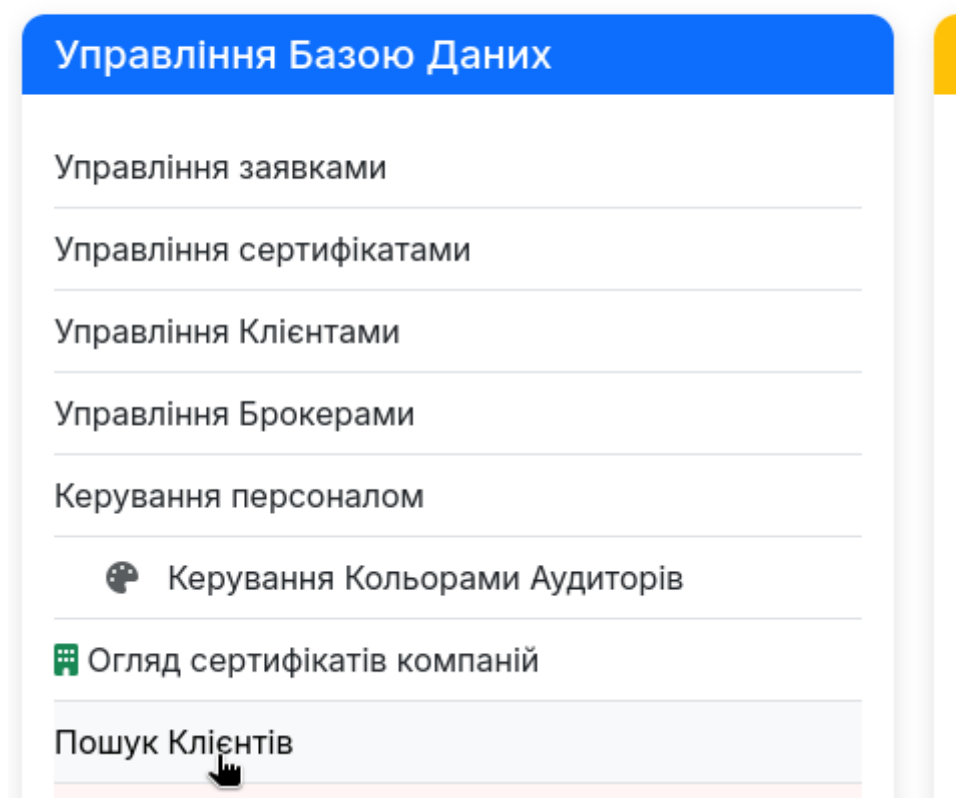 Управління Базою Даних
Управління заявками
Управління сертифікатами
Управління Клієнтами
Управління Брокерами
Керування персоналом
Керування Кольорами Аудиторів
Огляд сертифікатів компаній
Пошук Клієнтів